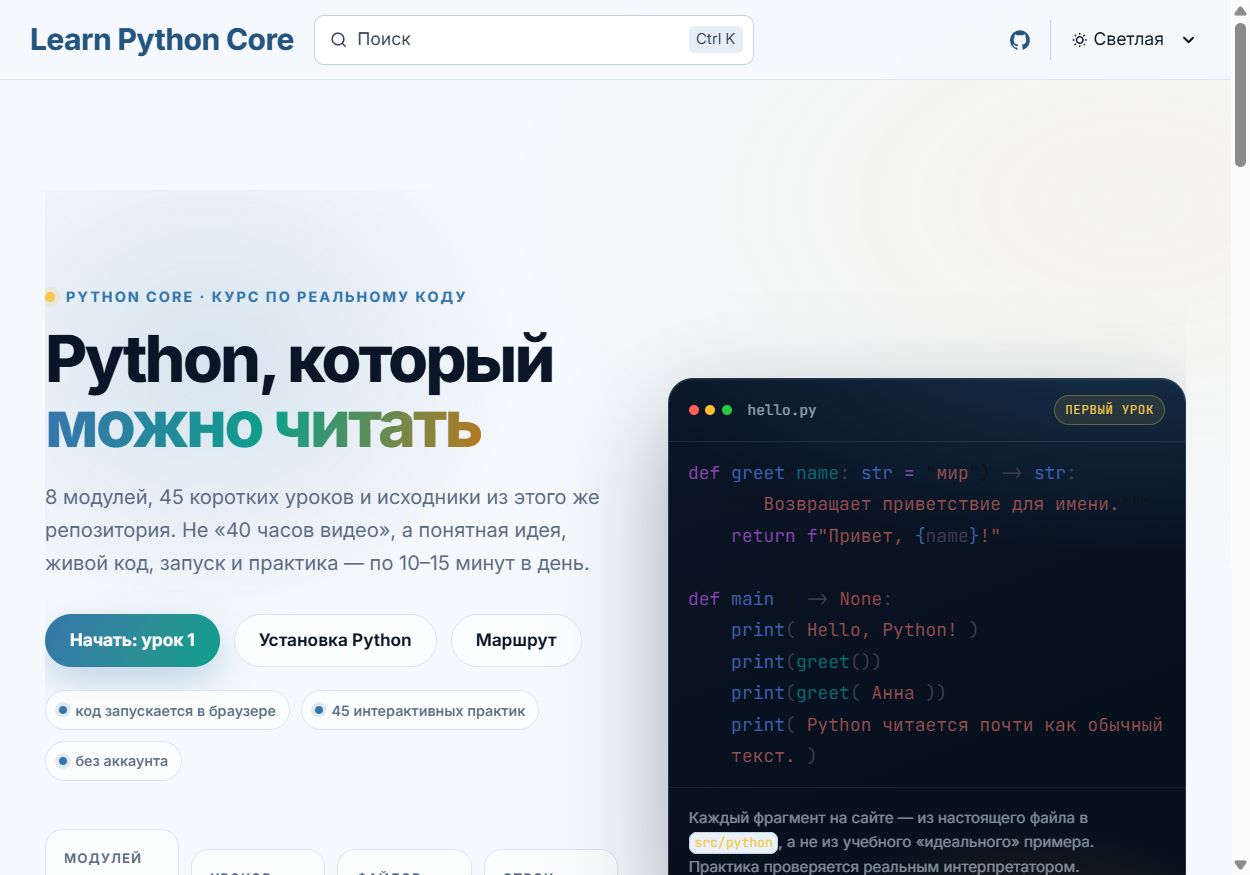 Learn Python Core
Поиск
Ctrl K
Светлая
PYTHON CORE · КУРС ПО РЕАЛЬНОМУ КОДУ
Python, который
можно читать
8 модулей, 45 коротких уроков и исходники из этого же
репозитория. Не «40 часов видео», а понятная идея,
живой код, запуск и практика — по 10–15 минут в день.
Начать: урок 1
Установка Python
Маршрут
код запускается в браузере
45 интерактивных практик
без аккаунта
МОДУЛЕЙ
hello.py
ПЕРВЫЙ УРОК
def greet name: str = "мир") -> str:
Возвращает приветствие для имени."""
return f"Привет, {name}!"
def main -> None:
print( Hello, Python! )
print(greet())
print(greet( Анна ))
print( Python читается почти как обычный
текст. )
Каждый фрагмент на сайте — из настоящего файла в
src/python, а не из учебного «идеального» примера.
Практика проверяется реальным интерпретатором.